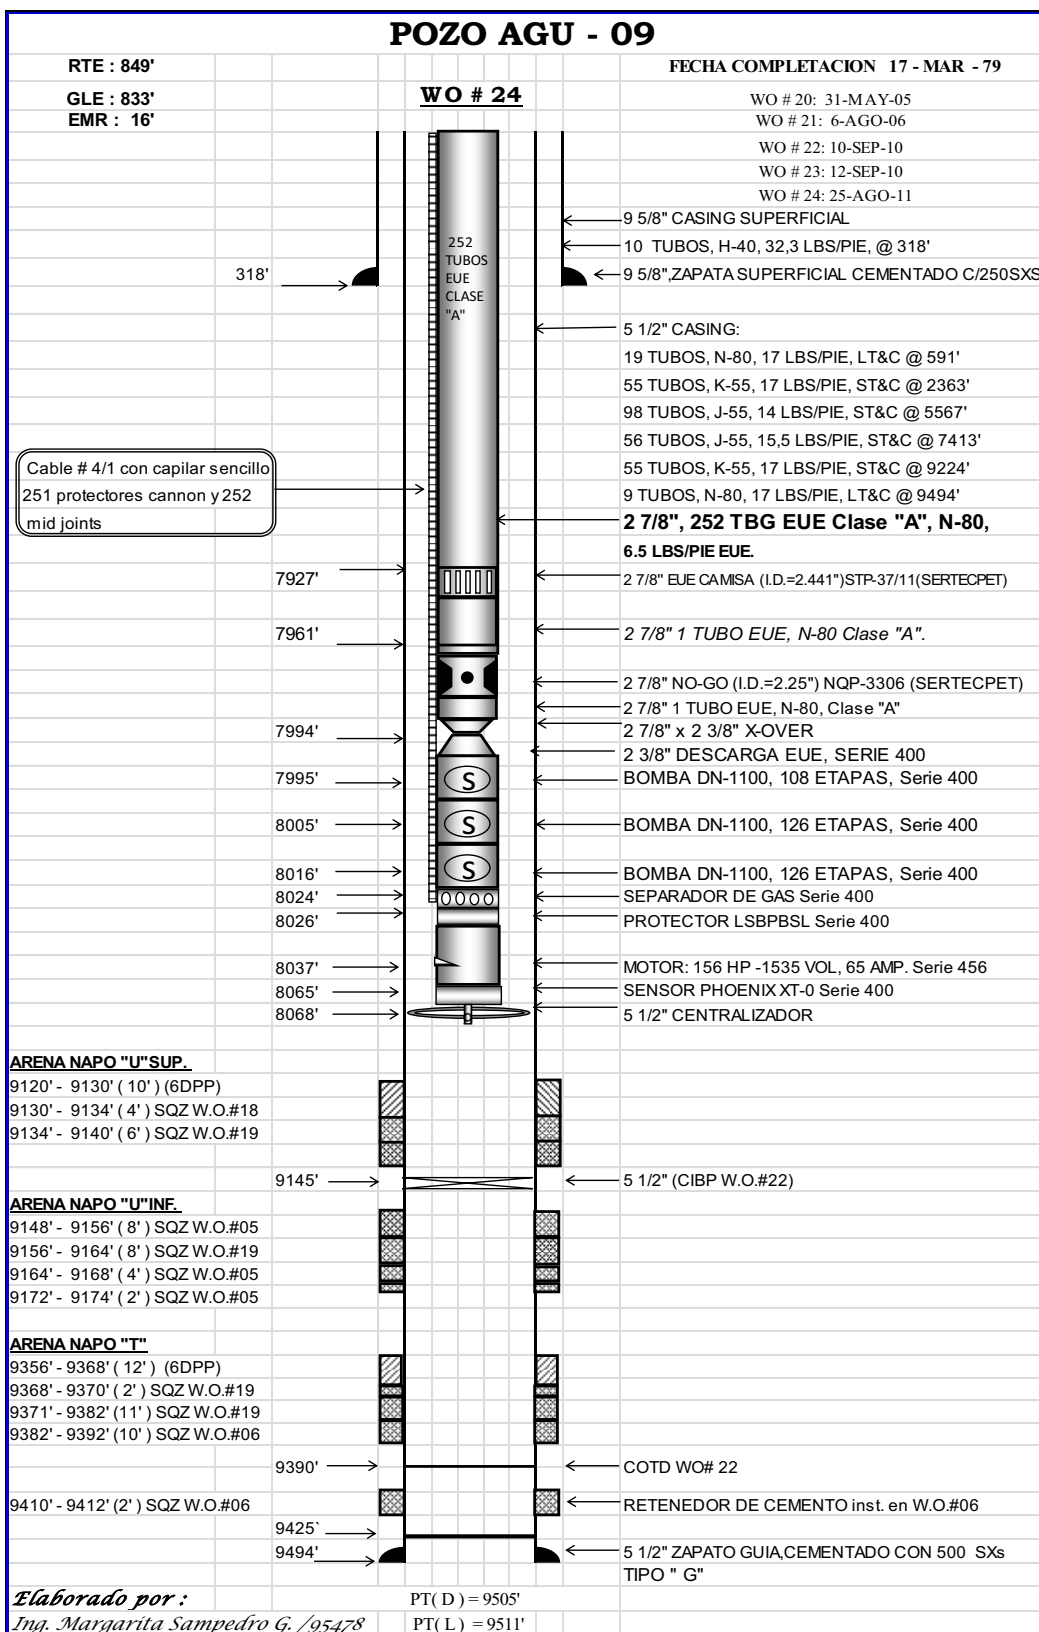 POZO AGU - 09
RTE : 849'
FECHA COMPLETACION 17 - MAR - 79
GLE : 833'
WO # 24
WO # 20: 31-MAY-05
EMR : 16'
WO # 21: 6-AGO-06
WO # 22: 10-SEP-10
WO # 23: 12-SEP-10
WO # 24: 25-AGO-11
9 5/8" CASING SUPERFICIAL
252
TUBOS
EUE
CLASE
"A"
10 TUBOS, H-40, 32,3 LBS/PIE, @ 318'
318'
9 5/8",ZAPATA SUPERFICIAL CEMENTADO C/250SXS
5 1/2" CASING:
19 TUBOS, N-80, 17 LBS/PIE, LT&C @ 591'
55 TUBOS, K-55, 17 LBS/PIE, ST&C @ 2363'
98 TUBOS, J-55, 14 LBS/PIE, ST&C @ 5567'
56 TUBOS, J-55, 15,5 LBS/PIE, ST&C @ 7413'
55 TUBOS, K-55, 17 LBS/PIE, ST&C @ 9224'
9 TUBOS, N-80, 17 LBS/PIE, LT&C @ 9494'
Cable # 4/1 con capilar sencillo
251 protectores cannon y 252
mid joints
2 7/8", 252 TBG EUE Clase "A", N-80,
6.5 LBS/PIE EUE.
7927'
2 7/8" EUE CAMISA (I.D.=2.441")STP-37/11(SERTECPET)
7961'
2 7/8" 1 TUBO EUE, N-80 Clase "A".
2 7/8" NO-GO (I.D.=2.25") NQP-3306 (SERTECPET)
2 7/8" 1 TUBO EUE, N-80, Clase "A"
7994'
2 7/8" x 2 3/8" X-OVER
2 3/8" DESCARGA EUE, SERIE 400
7995'
S
BOMBA DN-1100, 108 ETAPAS, Serie 400
8005'
S
BOMBA DN-1100, 126 ETAPAS, Serie 400
8016'
S
BOMBA DN-1100, 126 ETAPAS, Serie 400
8024'
SEPARADOR DE GAS Serie 400
8026'
PROTECTOR LSBPBSL Serie 400
8037'
MOTOR: 156 HP -1535 VOL, 65 AMP. Serie 456
8065'
SENSOR PHOENIX XT-0 Serie 400
8068'
5 1/2" CENTRALIZADOR
ARENA NAPO "U"SUP.
9120' - 9130' ( 10' ) (6DPP)
9130' - 9134' ( 4' ) SQZ W.O.#18
9134' - 9140' ( 6' ) SQZ W.O.#19
9145'
5 1/2" (CIBP W.O.#22)
ARENA NAPO "U"INF.
9148' - 9156' ( 8' ) SQZ W.O.#05
9156' - 9164' ( 8' ) SQZ W.O.#19
9164' - 9168' ( 4' ) SQZ W.O.#05
9172' - 9174' ( 2' ) SQZ W.O.#05
ARENA NAPO "T"
9356' - 9368' ( 12' ) (6DPP)
9368' - 9370' ( 2' ) SQZ W.O.#19
9371' - 9382' (11' ) SQZ W.O.#19
9382' - 9392' (10' ) SQZ W.O.#06
9390'
COTD WO# 22
9410' - 9412' (2' ) SQZ W.O.#06
RETENEDOR DE CEMENTO inst. en W.O.#06
9425`
9494'
5 1/2" ZAPATO GUIA,CEMENTADO CON 500 SXs
TIPO " G"
Elaborado por :
PT( D ) = 9505'
Ing. Margarita Sampedro G. /95478
PT( L ) = 9511'